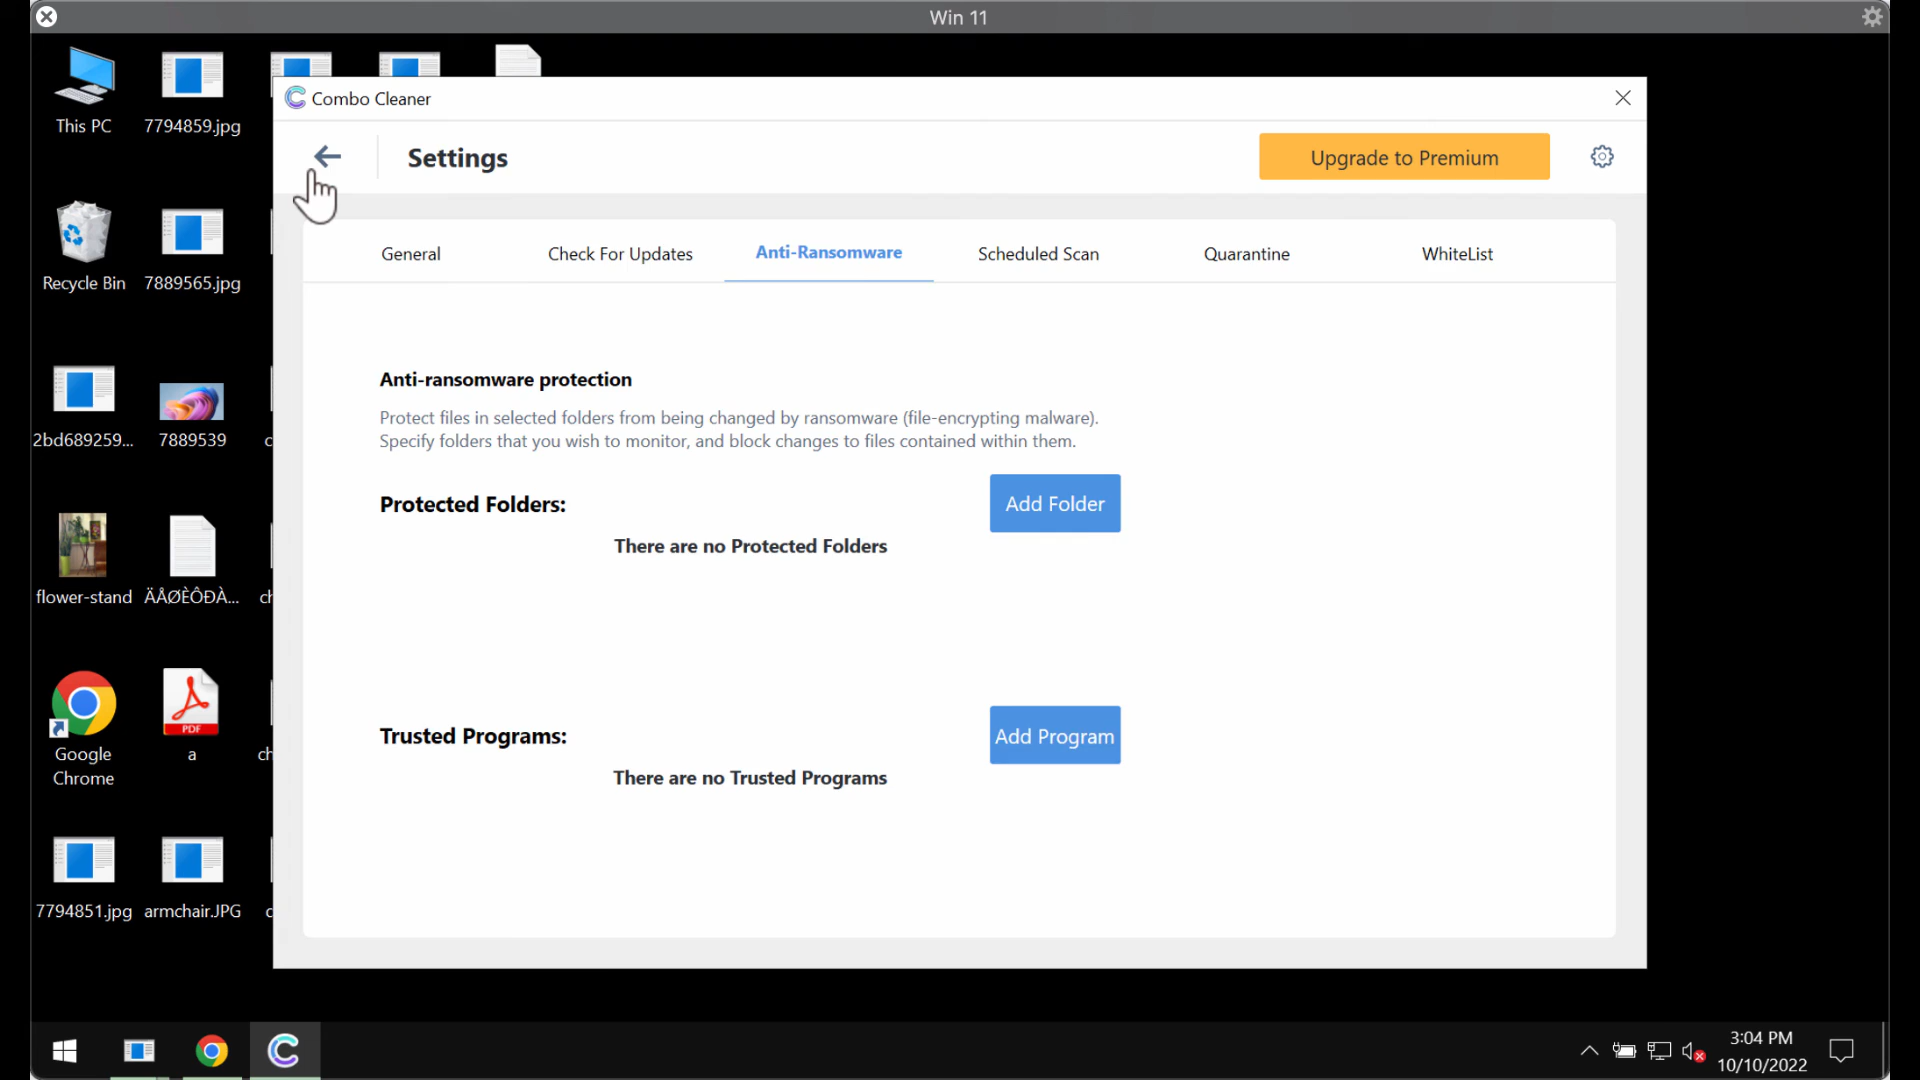 Win 11
This PC
7794859.jpg
Recycle Bin
7889565.jpg
2bd689259...
7889539
flower-stand
ÄÅØÈÔÐÀ...
Google
Chrome
PDF
a
7794851.jpg
armchair.JPG
Combo Cleaner
Settings
Upgrade to Premium
General
Check For Updates
Anti-Ransomware
Scheduled Scan
Quarantine
WhiteList
Anti-ransomware protection
Protect files in selected folders from being changed by ransomware (file-encrypting malware).
Specify folders that you wish to monitor, and block changes to files contained within them.
Protected Folders:
Add Folder
There are no Protected Folders
Trusted Programs:
Add Program
There are no Trusted Programs
3:04 PM
10/10/2022